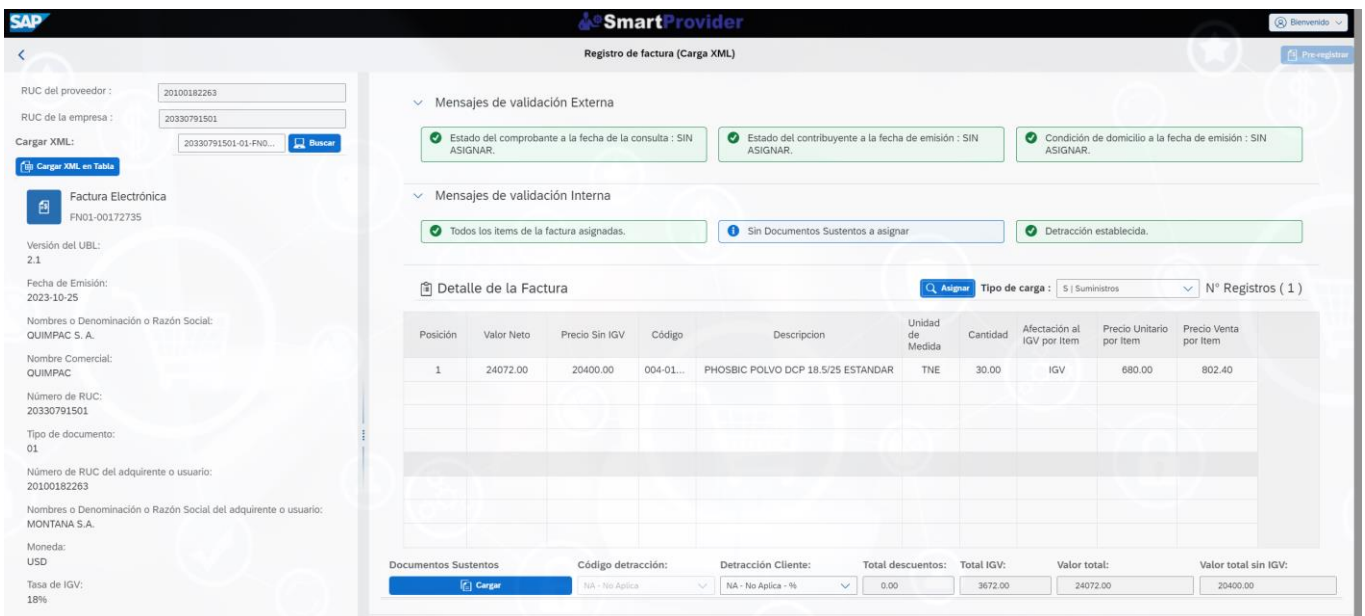 SAP
SmartProvider
Bienvenido
Registro de factura (Carga XML)
Pre-registrar
RUC del proveedor :
20100182263
RUC de la empresa :
20330791501
Cargar XML:
20330791501-01-FN0...
Buscar
Cargar XML en Tabla
Factura Electrónica
FN01-00172735
Versión del UBL:
2.1
Fecha de Emisión:
2023-10-25
Nombres o Denominación o Razón Social:
QUIMPAC S. A.
Nombre Comercial:
QUIMPAC
Número de RUC:
20330791501
Tipo de documento:
01
Número de RUC del adquirente o usuario:
20100182263
Nombres o Denominación o Razón Social del adquirente o usuario:
MONTANA S.A.
Moneda:
USD
Tasa de IGV:
18%
Mensajes de validación Externa
Estado del comprobante a la fecha de la consulta : SIN
ASIGNAR.
Estado del contribuyente a la fecha de emisión : SIN
ASIGNAR.
Condición de domicilio a la fecha de emisión : SIN
ASIGNAR.
Mensajes de validación Interna
Todos los items de la factura asignadas.
Sin Documentos Sustentos a asignar
Detracción establecida.
Detalle de la Factura
Asignar
Tipo de carga :
S | Suministros
N° Registros ( 1 )
Posición Valor Neto Precio Sin IGV Código Descripcion Unidad de Medida Cantidad Afectación al IGV por Item Precio Unitario por Item Precio Venta por Item
1 24072.00 20400.00 004-01... PHOSBIC POLVO DCP 18.5/25 ESTANDAR TNE 30.00 IGV 680.00 802.40
Documentos Sustentos Código detracción: Detracción Cliente: Total descuentos: Total IGV: Valor total: Valor total sin IGV:
Cargar NA - No Aplica NA - No Aplica - % 0.00 3672.00 24072.00 20400.00